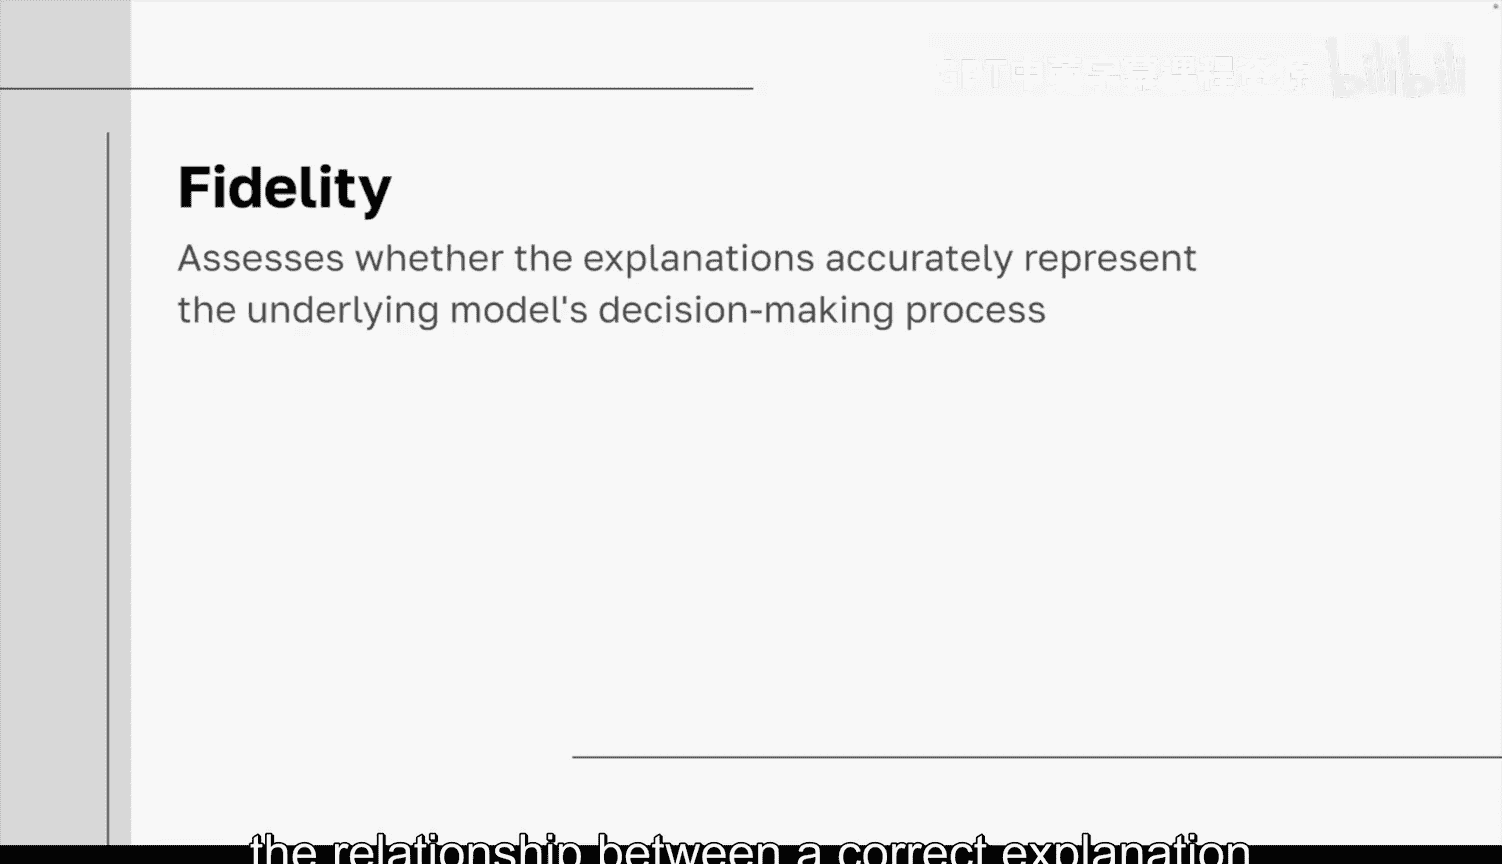 Fidelity
Assesses whether the explanations accurately represent
the underlying model's decision-making process
the relationship between a correct explanation